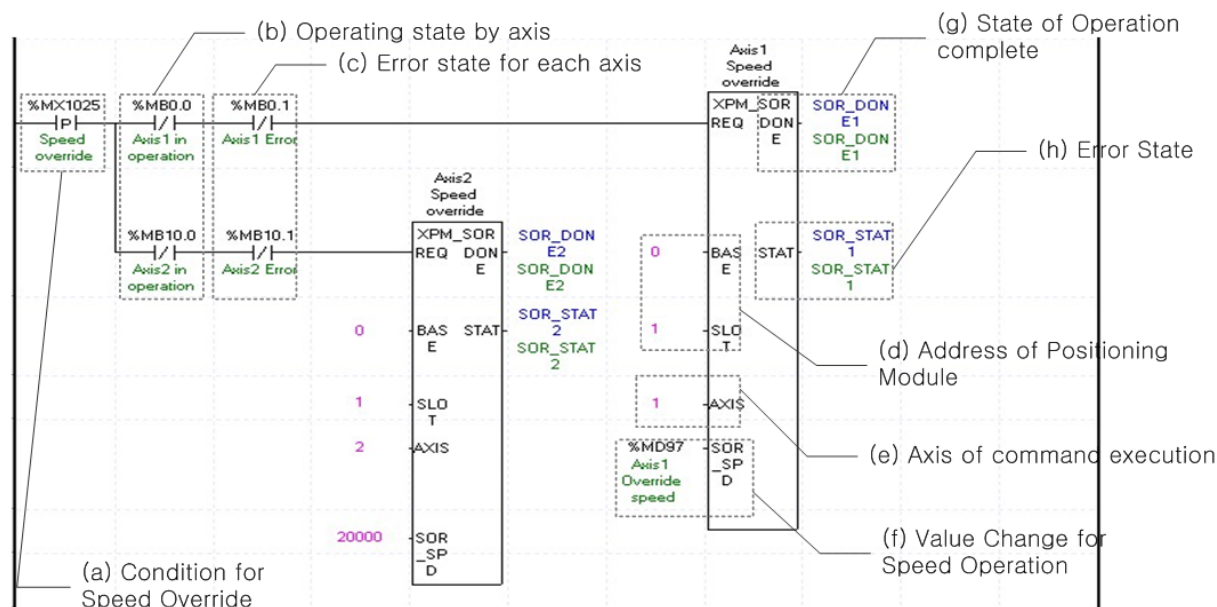 (b) Operating state by axis
(c) Error state for each axis
(g) State of Operation
complete
(h) Error State
%MX1025
P
Speed
override
%MB0.0
Axis1 in
operation
%MB0.1
Axis1 Error
Axis1
Speed
override
XPM_SOR
REQ DON
E
SOR_DON
E1
SOR_DON
E1
%MB10.0
Axis2 in
operation
%MB10.1
Axis2 Error
Axis2
Speed
override
XPM_SOR
REQ DON
E
SOR_DON
E2
SOR_DON
E2
0
BAS
E
STAT
SOR_STAT
2
SOR_STAT
2
1
SLO
T
2
AXIS
20000
SOR
_SP
D
0
BAS
E
STAT
SOR_STAT
1
SOR_STAT
1
1
SLO
T
1
AXIS
%MD97
Axis1
Override
speed
SOR
_SP
D
(d) Address of Positioning
Module
(e) Axis of command execution
(f) Value Change for
Speed Operation
(a) Condition for
Speed Override